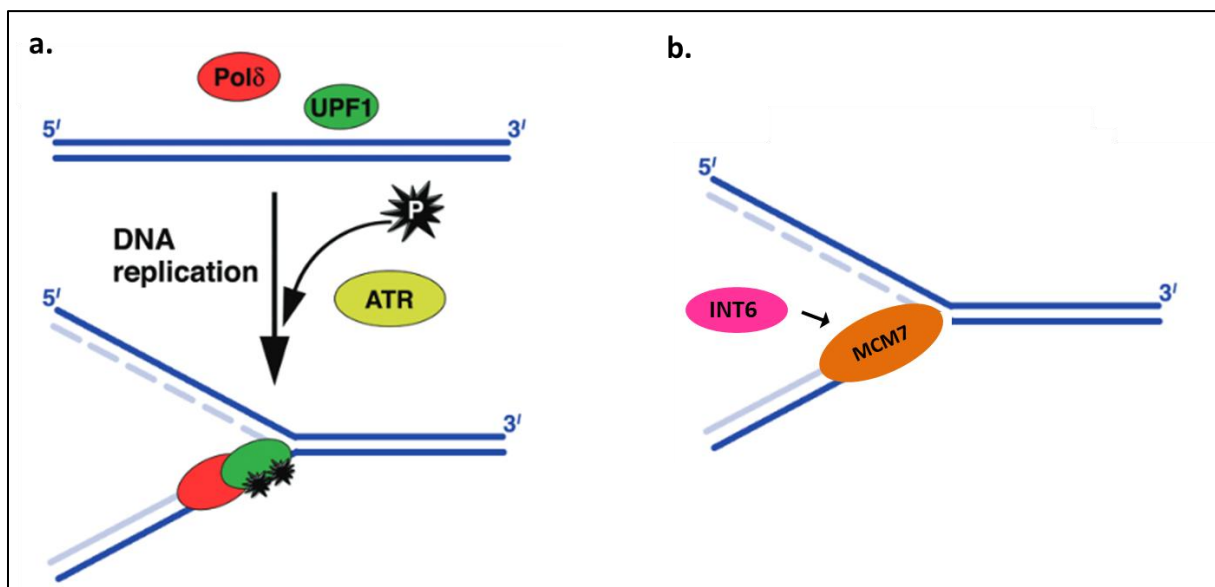 a.
Polδ
UPF1
5′ 3′
P
DNA
replication
ATR
5′
3′
b.
5′
3′
INT6
MCM7